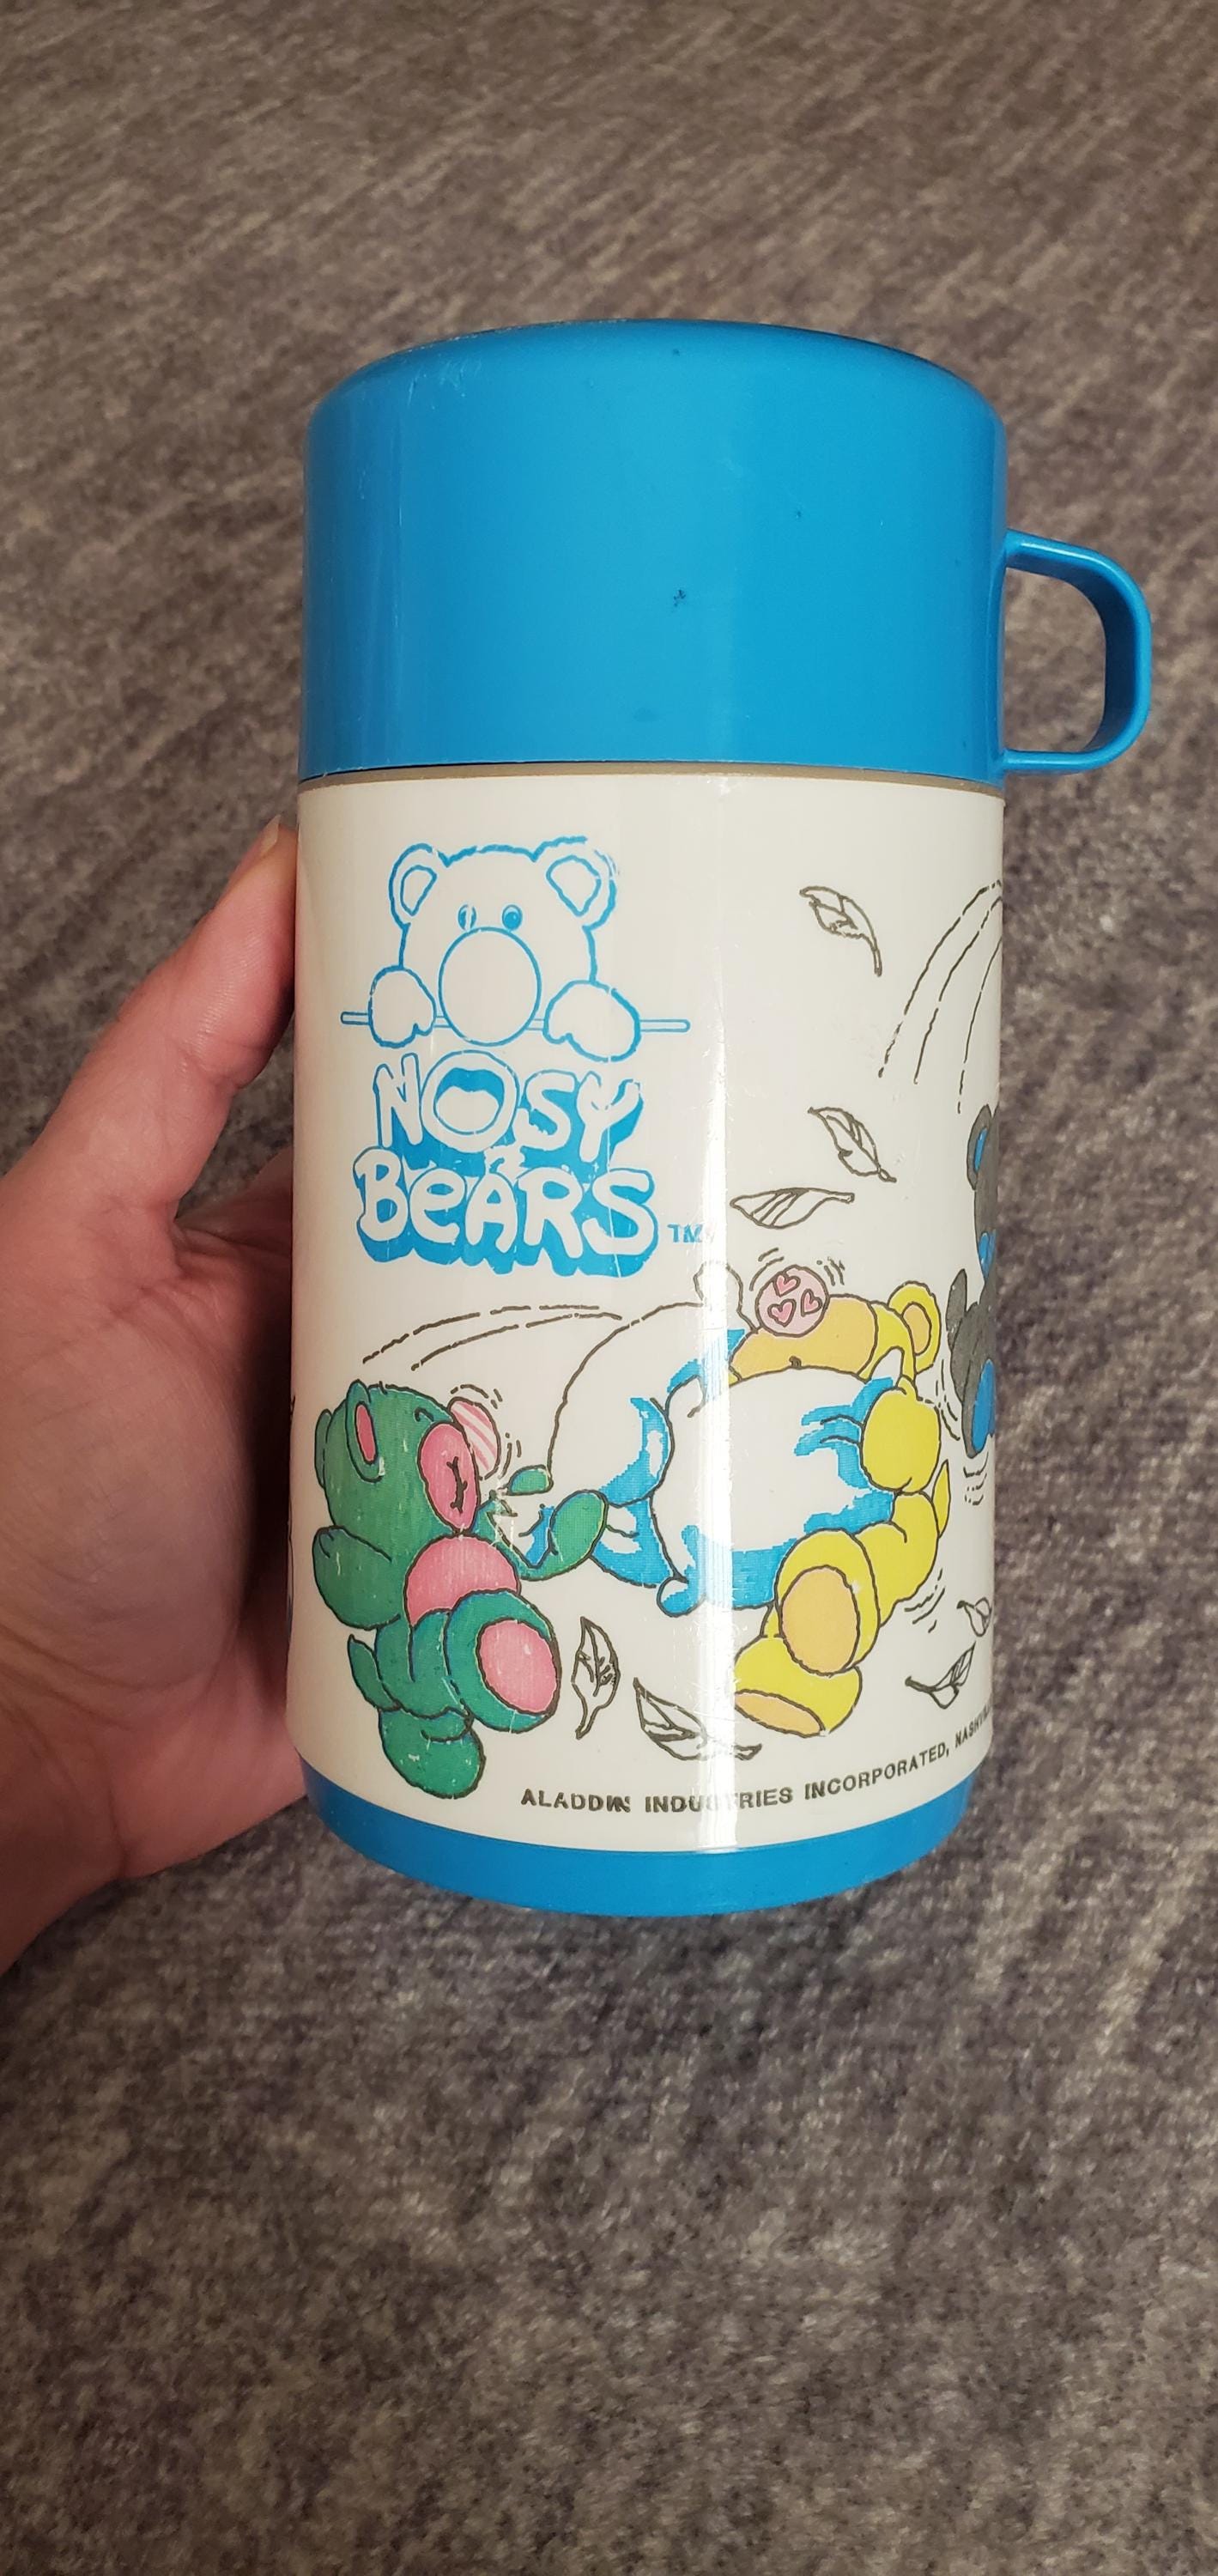 NOSY
BEARS TM
ALADDIN INDUSTRIES INCORPORATED,